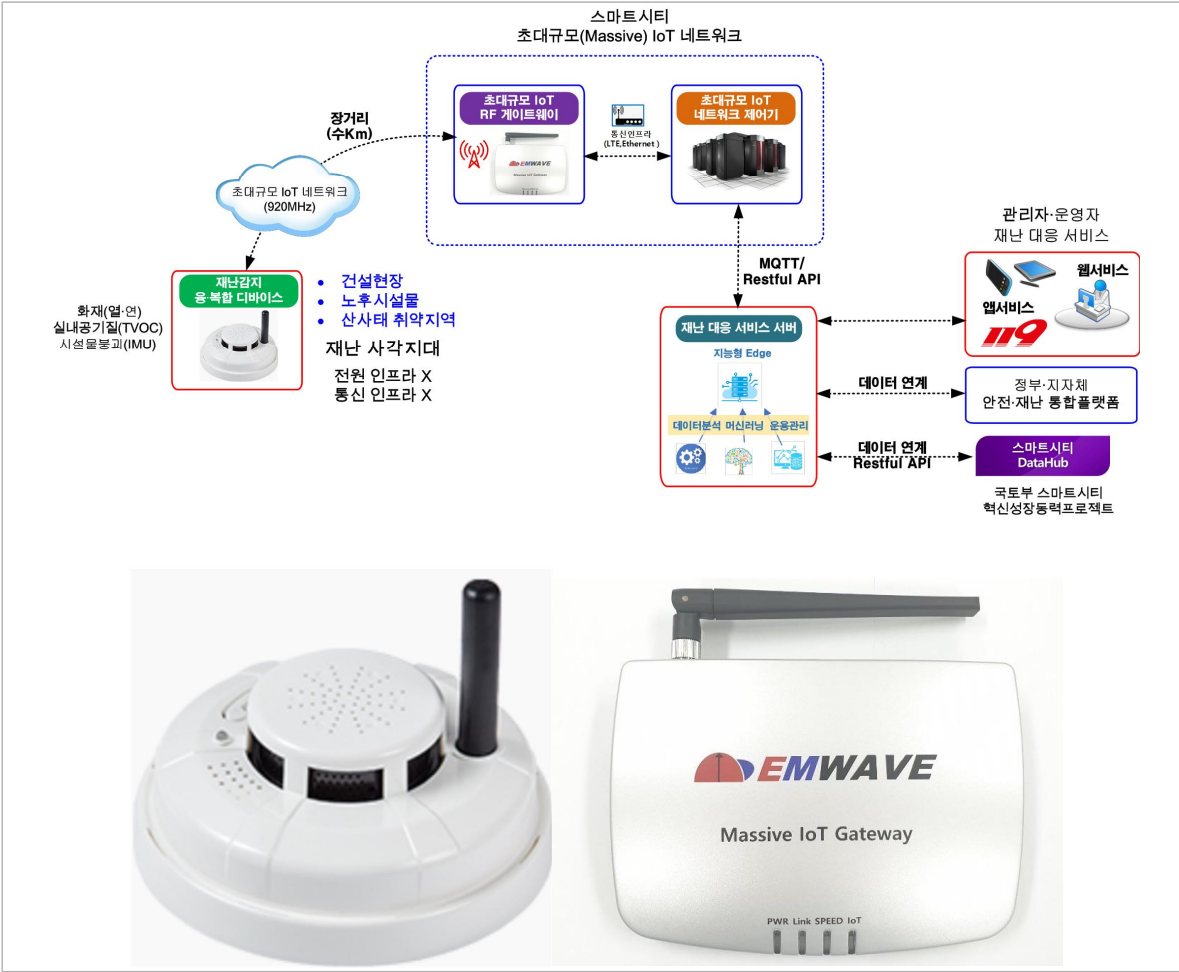 스마트시티
초대규모(Massive) IoT 네트워크
초대규모 IoT
RF 게이트웨이
EMWAVE
Massive IoT Gateway
통신인프라
(LTE,Ethernet )
초대규모 IoT
네트워크 제어기
장거리
(수Km)
초대규모 IoT 네트워크
(920MHz)
재난감지
융·복합 디바이스
화재(열·연)
실내공기질(TVOC)
시설물붕괴(IMU)
• 건설현장
• 노후시설물
• 산사태 취약지역
재난 사각지대
전원 인프라 X
통신 인프라 X
MQTT/
Restful API
재난 대응 서비스 서버
지능형 Edge
데이터분석 머신러닝 운용관리
관리자·운영자
재난 대응 서비스
웹서비스
앱서비스
119
데이터 연계
정부·지자체
안전·재난 통합플랫폼
데이터 연계
Restful API
스마트시티
DataHub
국토부 스마트시티
혁신성장동력프로젝트
EMWAVE
Massive IoT Gateway
PWR Link SPEED IoT